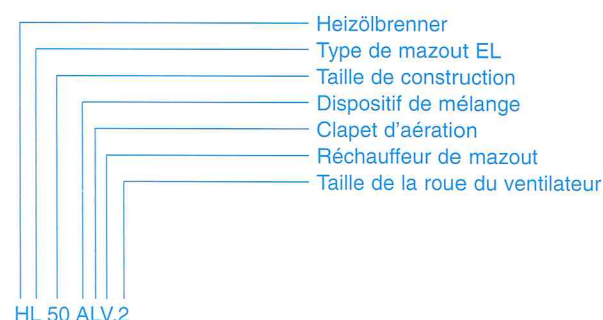 Heizölbrenner
Type de mazout EL
Taille de construction
Dispositif de mélange
Clapet d'aération
Réchauffeur de mazout
Taille de la roue du ventilateur
HL 50 ALV.2